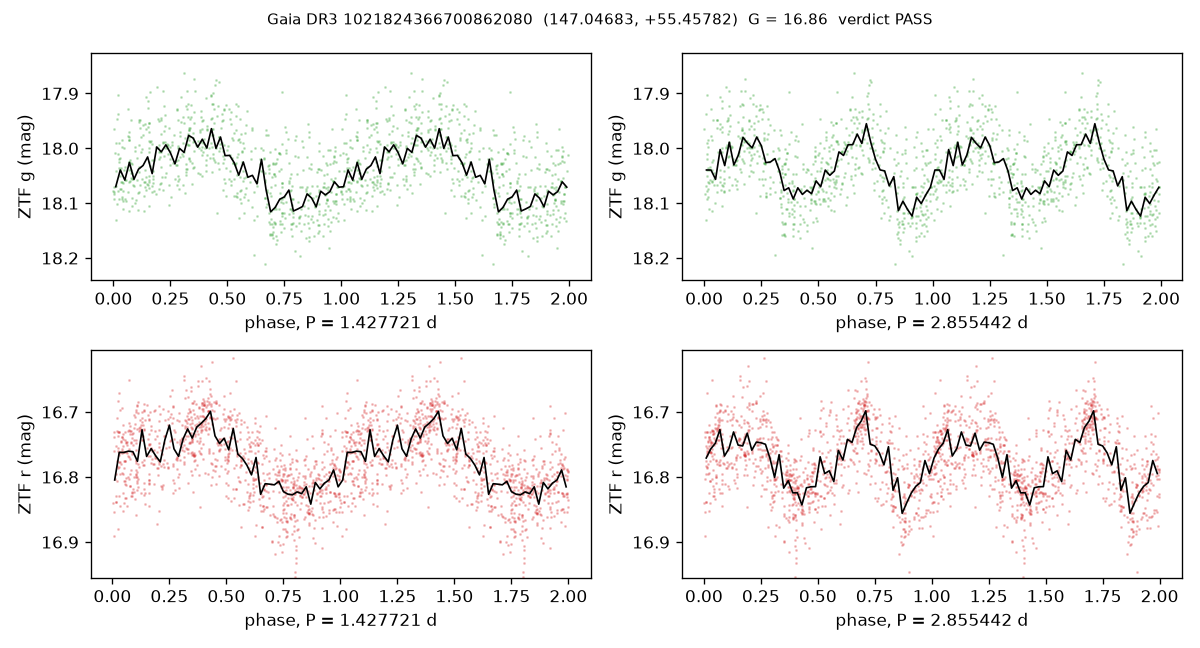 Gaia DR3 1021824366700862080  (147.04683, +55.45782)  G = 16.86  verdict PASS
ZTF g (mag)
17.9
18.0
18.1
18.2
0.00 0.25 0.50 0.75 1.00 1.25 1.50 1.75 2.00
phase, P = 1.427721 d
ZTF g (mag)
17.9
18.0
18.1
18.2
0.00 0.25 0.50 0.75 1.00 1.25 1.50 1.75 2.00
phase, P = 2.855442 d
ZTF r (mag)
16.7
16.8
16.9
0.00 0.25 0.50 0.75 1.00 1.25 1.50 1.75 2.00
phase, P = 1.427721 d
ZTF r (mag)
16.7
16.8
16.9
0.00 0.25 0.50 0.75 1.00 1.25 1.50 1.75 2.00
phase, P = 2.855442 d